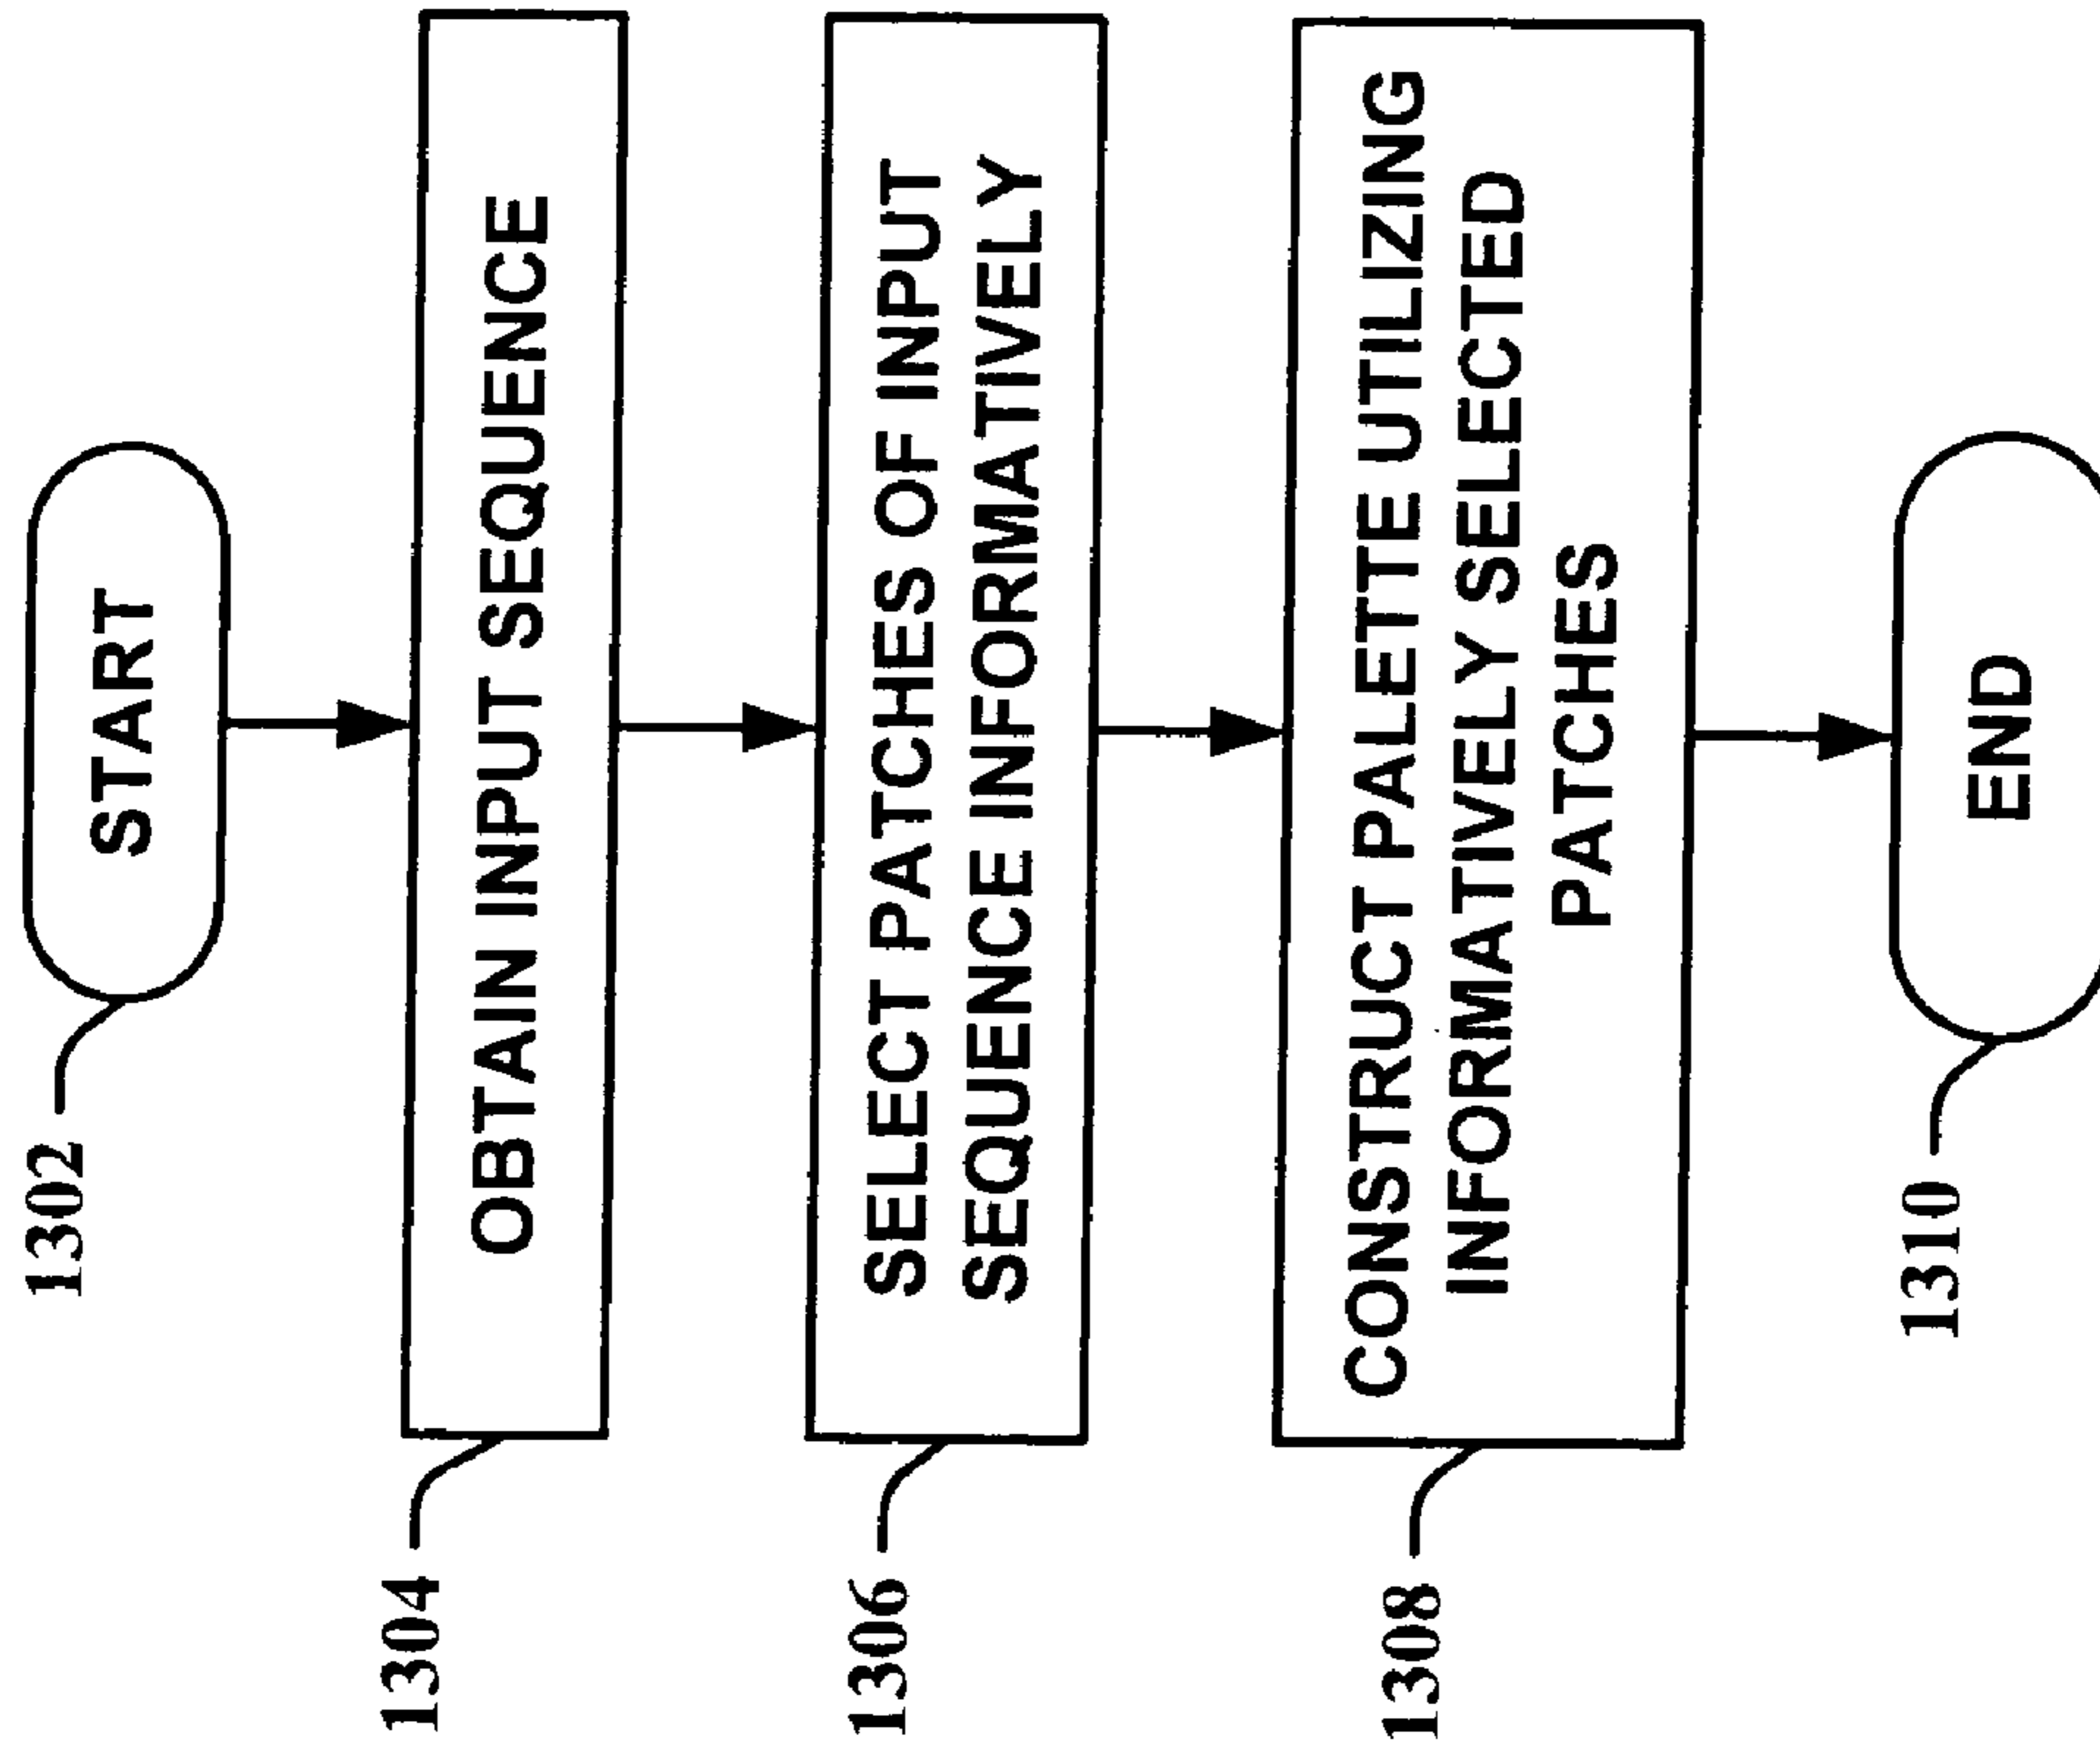 1302
START
1304
OBTAIN INPUT SEQUENCE
1306
SELECT PATCHES OF INPUT
SEQUENCE INFORMATIVELY
1308
CONSTRUCT PALETTE UTILIZING
INFORMATIVELY SELECTED
PATCHES
1310
END